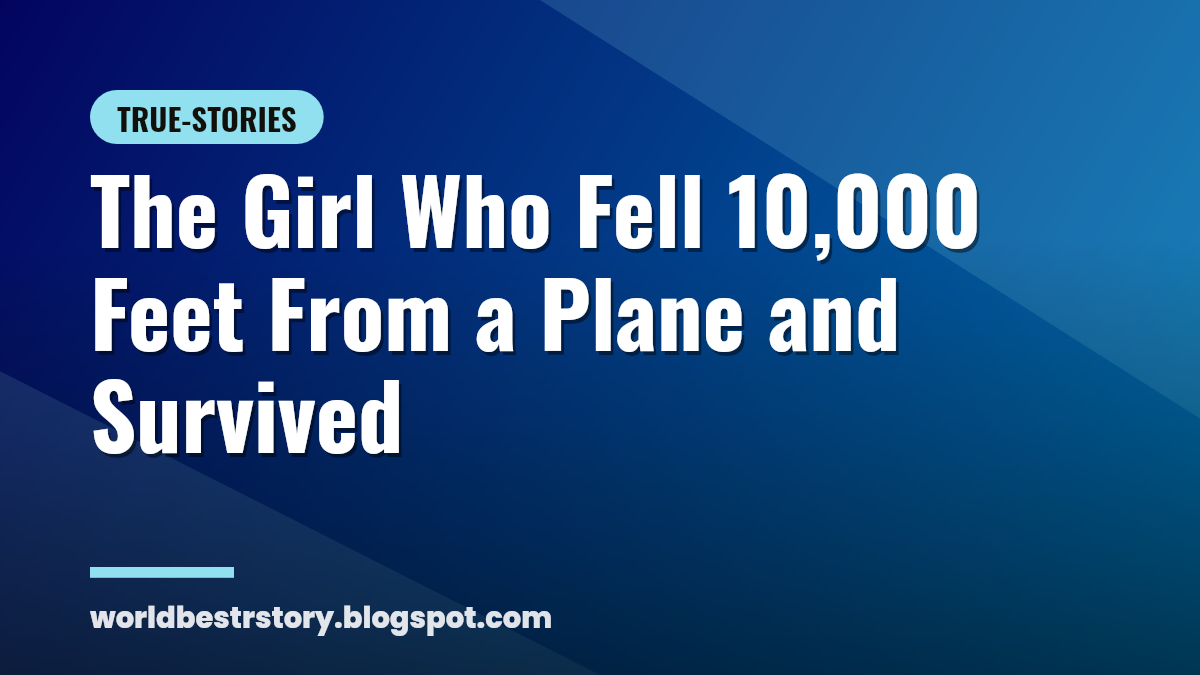 TRUE-STORIES
The Girl Who Fell 10,000
Feet From a Plane and
Survived
worldbestrstory.blogspot.com